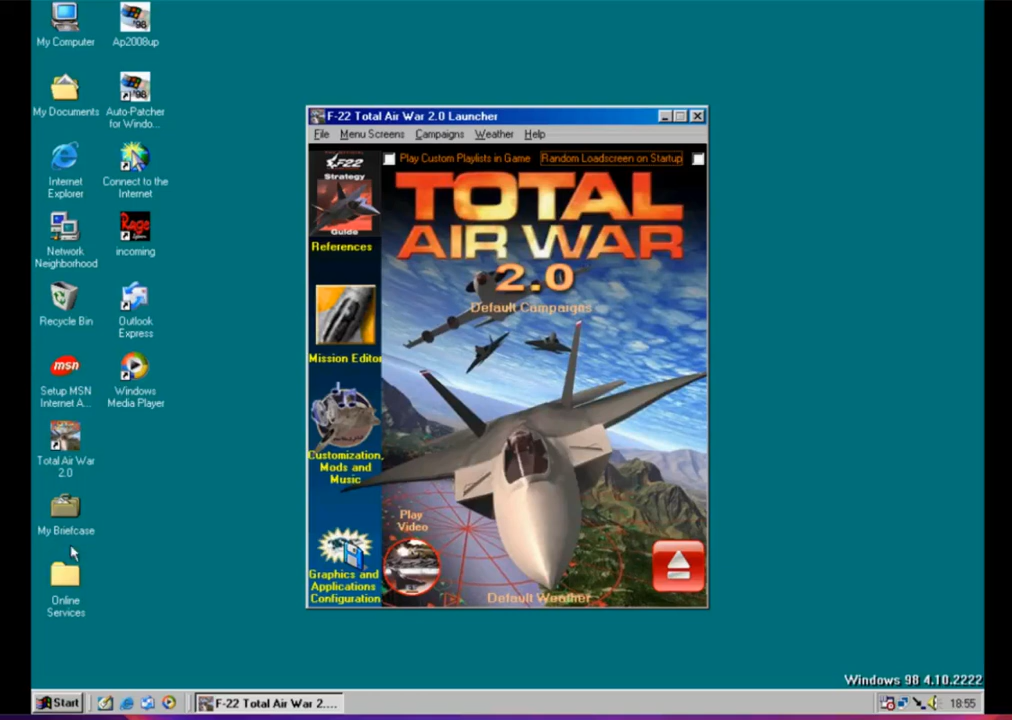 My Computer
Ap2008up
My Documents
Auto-Patcher
for Windo...
Internet
Explorer
Connect to the
Internet
Network
Neighborhood
Rage
incoming
Recycle Bin
Outlook
Express
msn
Setup MSN
Internet A...
Windows
Media Player
Total Air War
2.0
My Briefcase
Online
Services
F-22 Total Air War 2.0 Launcher
File Menu Screens Campaigns Weather Help
Play Custom Playlists in Game Random Loadscreen on Startup
F22
Strategy
Guide
References
Mission Editor
Customization,
Mods and
Music
Graphics and
Applications
Configuration
TOTAL
AIR WAR
2.0
Default Campaigns
Play
Video
Default Weather
Windows 98 4.10.2222
Start
F-22 Total Air War 2....
18:55